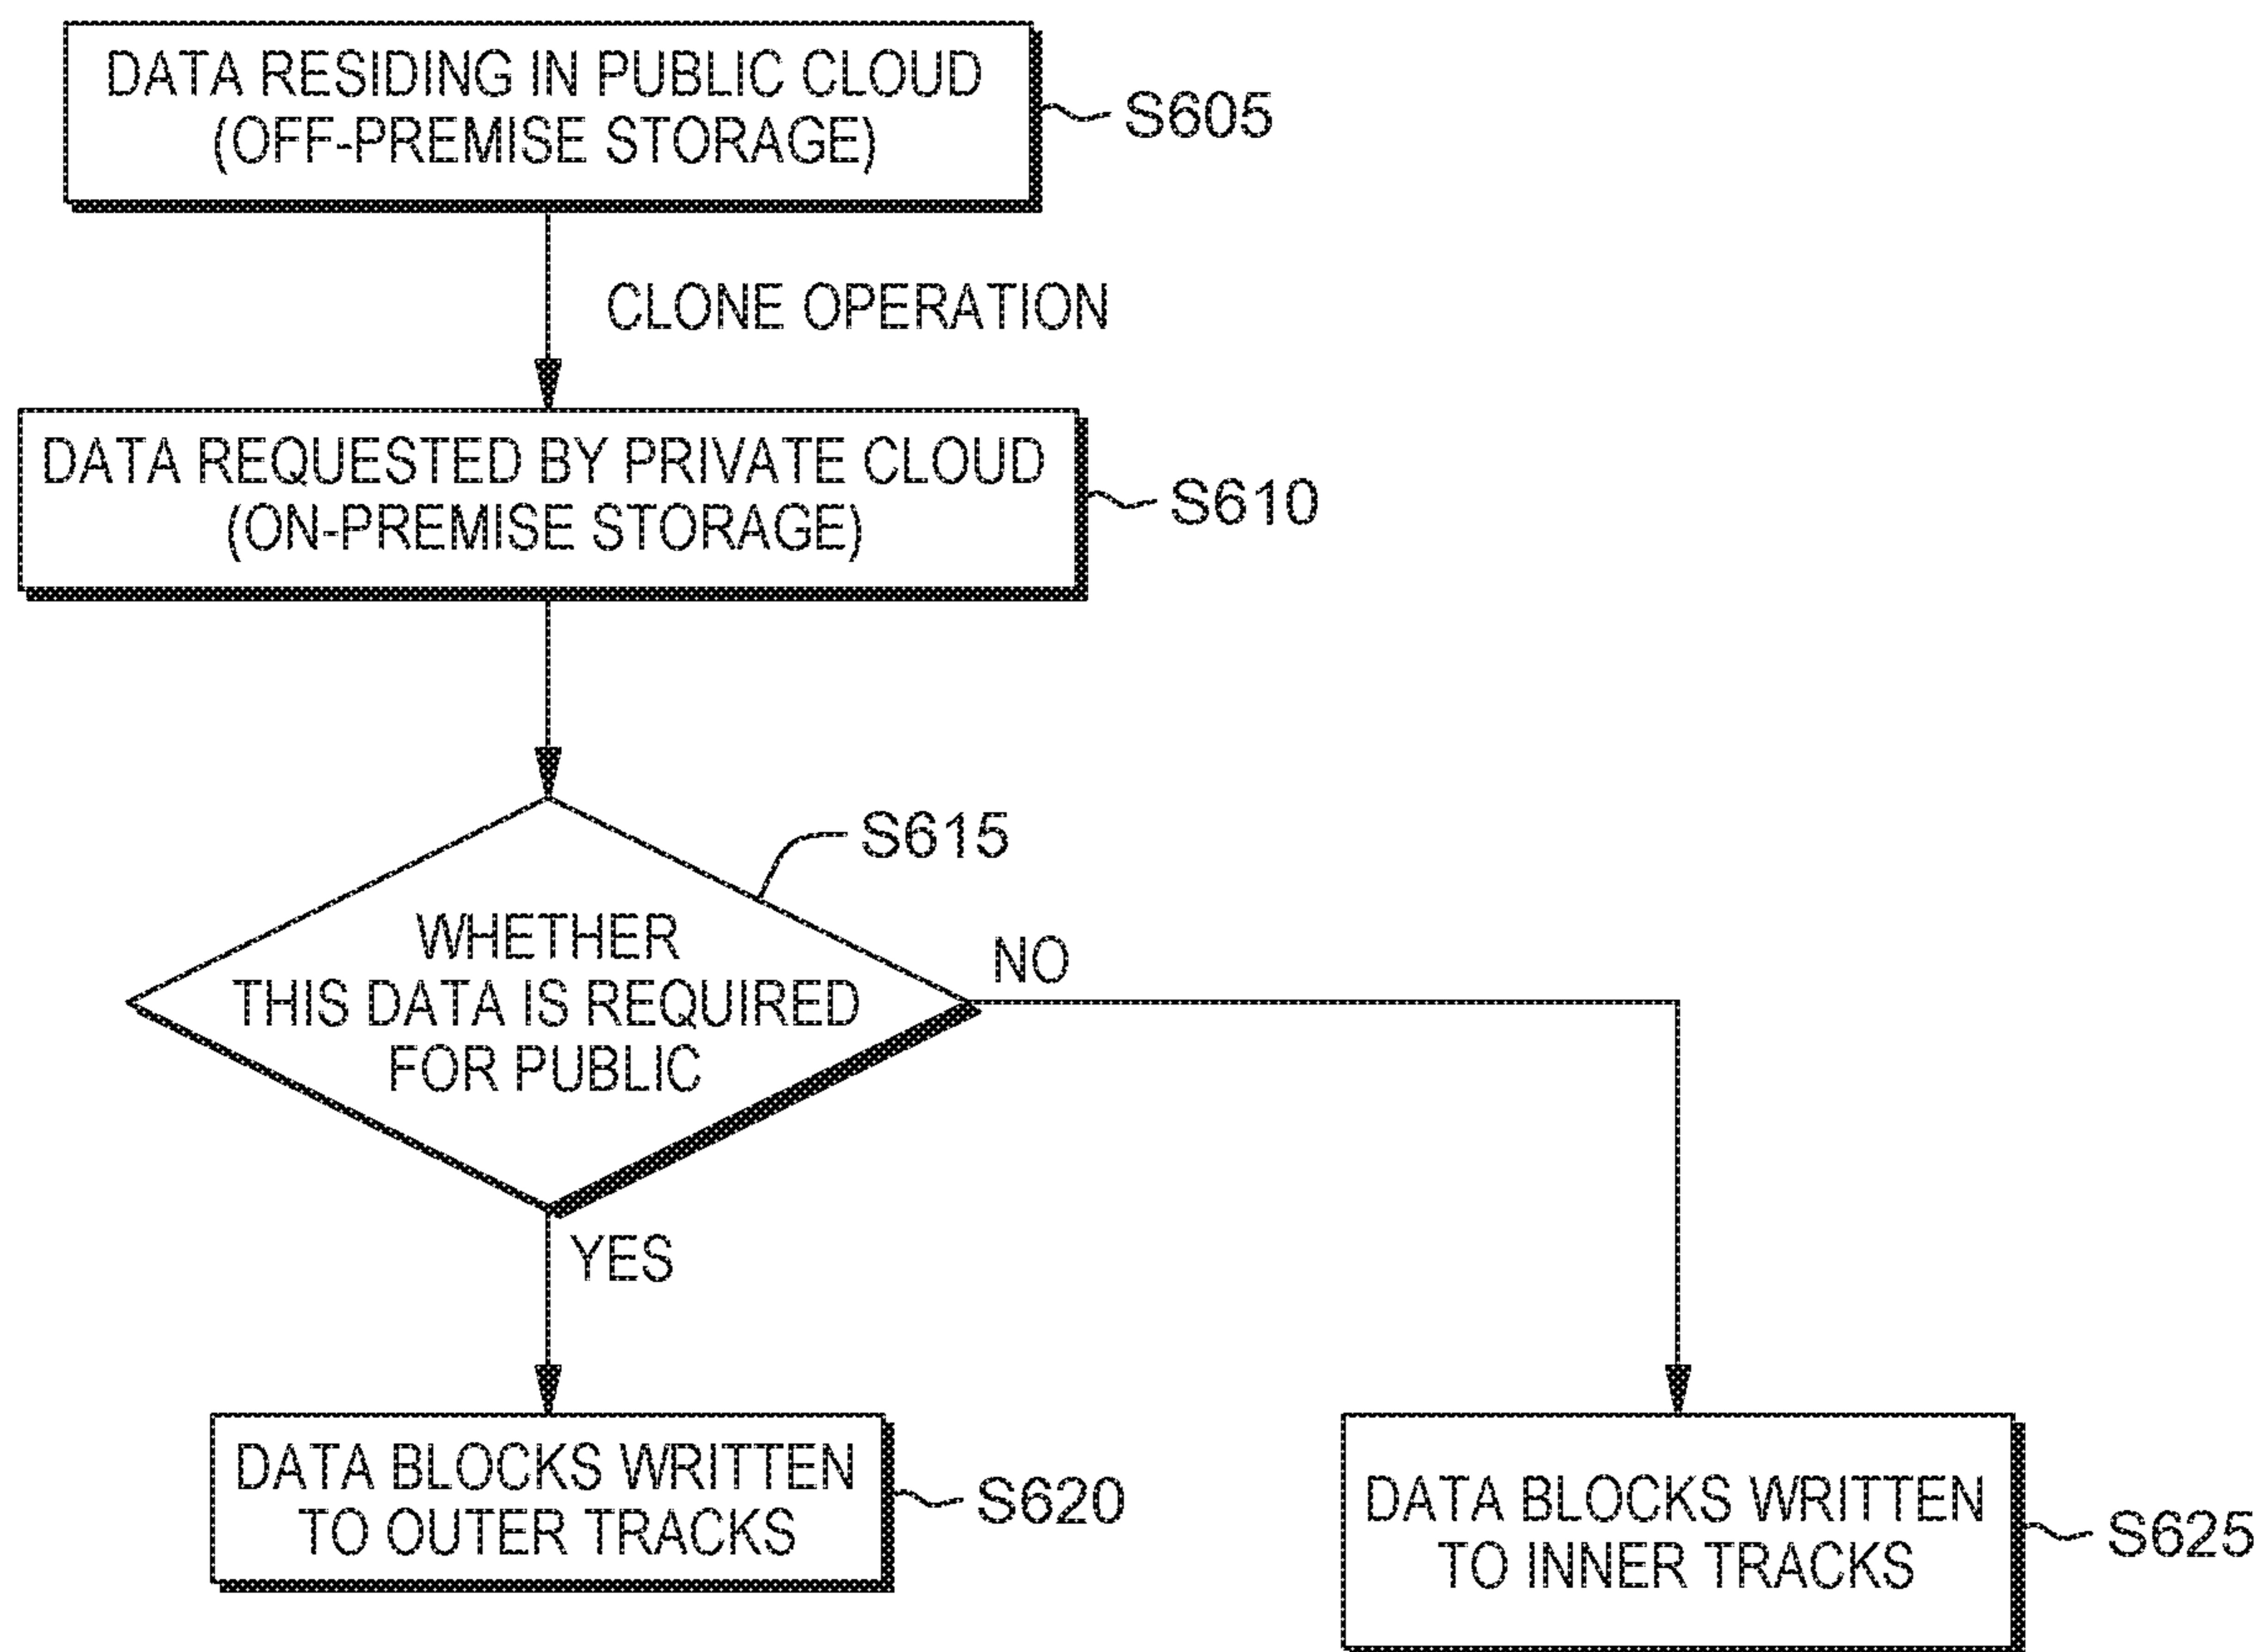 DATA RESIDING IN PUBLIC CLOUD
(OFF-PREMISE STORAGE)
S605
CLONE OPERATION
DATA REQUESTED BY PRIVATE CLOUD
(ON-PREMISE STORAGE)
S610
S615
WHETHER
THIS DATA IS REQUIRED
FOR PUBLIC
NO
YES
DATA BLOCKS WRITTEN
TO OUTER TRACKS
S620
DATA BLOCKS WRITTEN
TO INNER TRACKS
S625